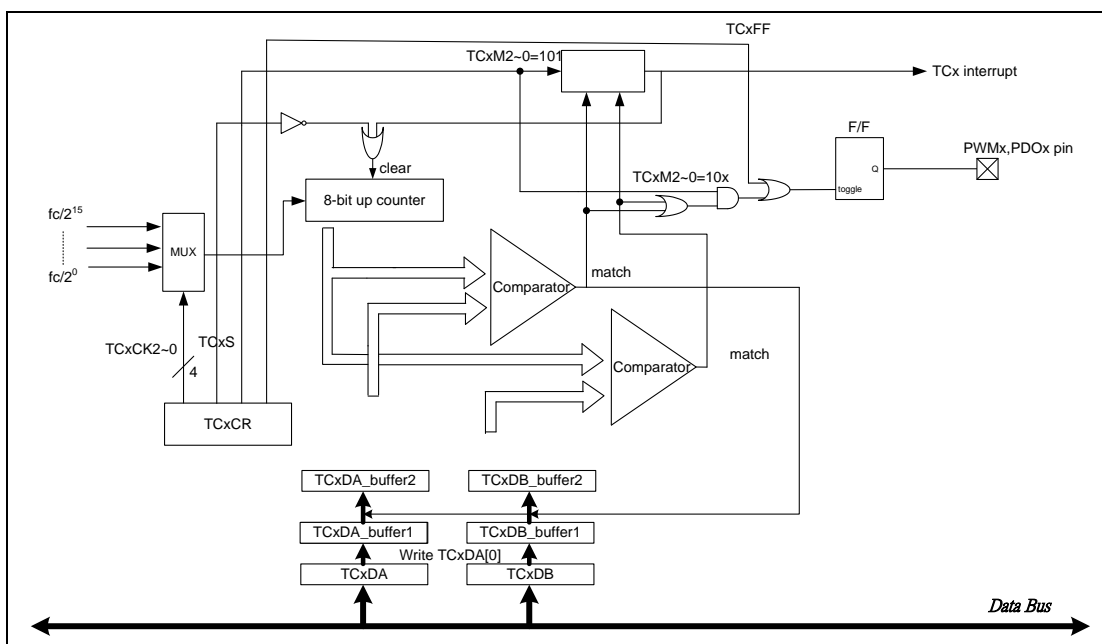 TCxFF
TCxM2~0=101
TCx interrupt
F/F
PWMx,PDOx pin
clear
Q
TCxM2~0=10x
toggle
8-bit up counter
fc/2¹⁵
MUX
fc/2⁰
match
Comparator
TCxCK2~0
TCxS
match
Comparator
4
TCxCR
TCxDA_buffer2
TCxDB_buffer2
TCxDA_buffer1
TCxDB_buffer1
Write TCxDA[0]
TCxDA
TCxDB
Data Bus